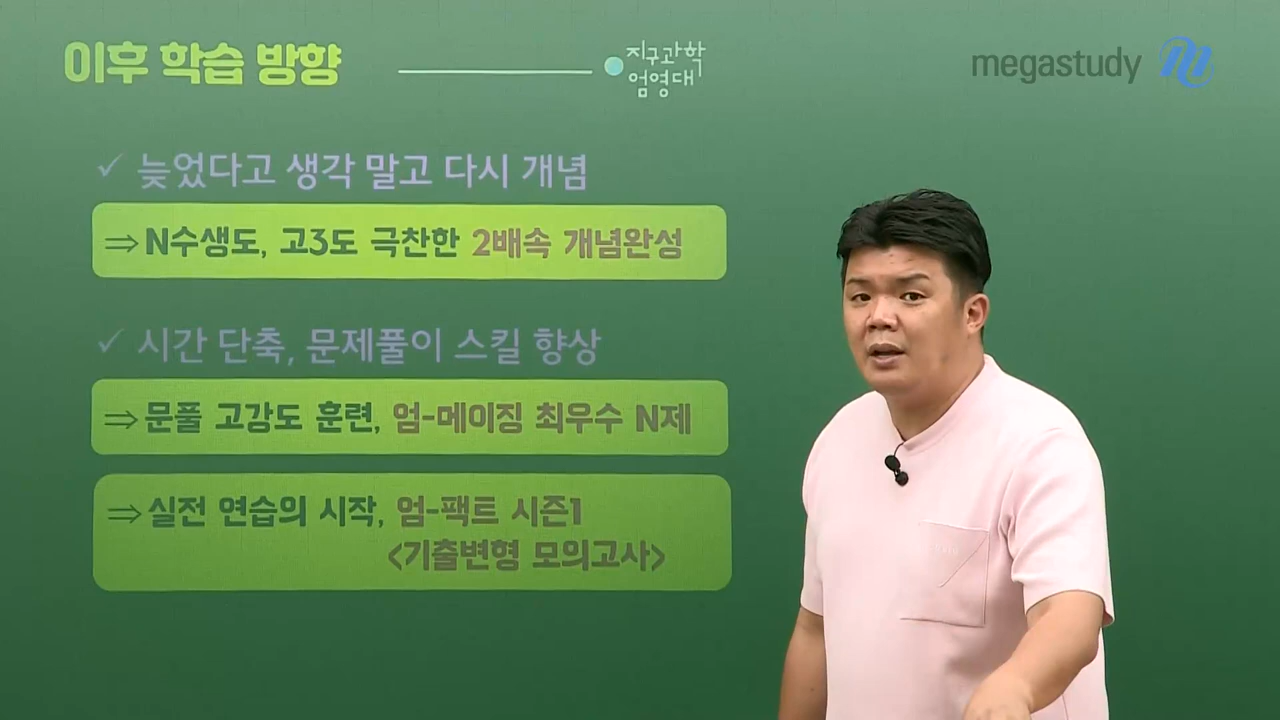 이후 학습 방향
지구과학
엄영대
megastudy
✓ 늦었다고 생각 말고 다시 개념
⇒ N수생도, 고3도 극찬한 2배속 개념완성
✓ 시간 단축, 문제풀이 스킬 향상
⇒ 문풀 고강도 훈련, 엄-메이징 최우수 N제
⇒ 실전 연습의 시작, 엄-팩트 시즌1
<기출변형 모의고사>